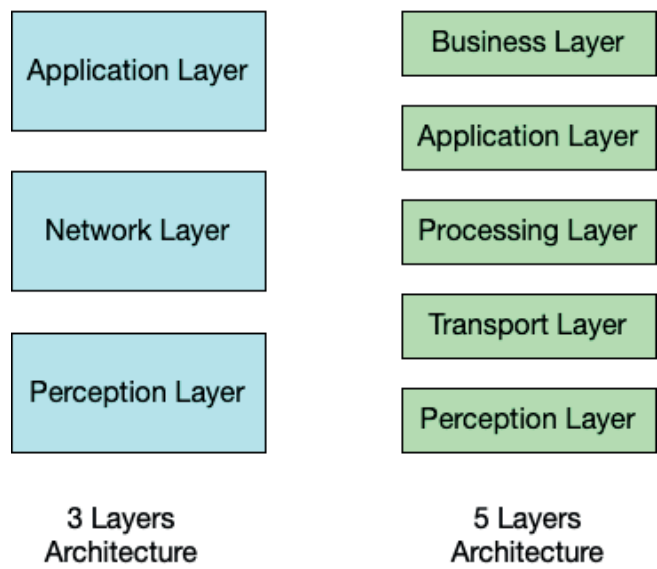 Application Layer
Network Layer
Perception Layer
3 Layers
Architecture
Business Layer
Application Layer
Processing Layer
Transport Layer
Perception Layer
5 Layers
Architecture